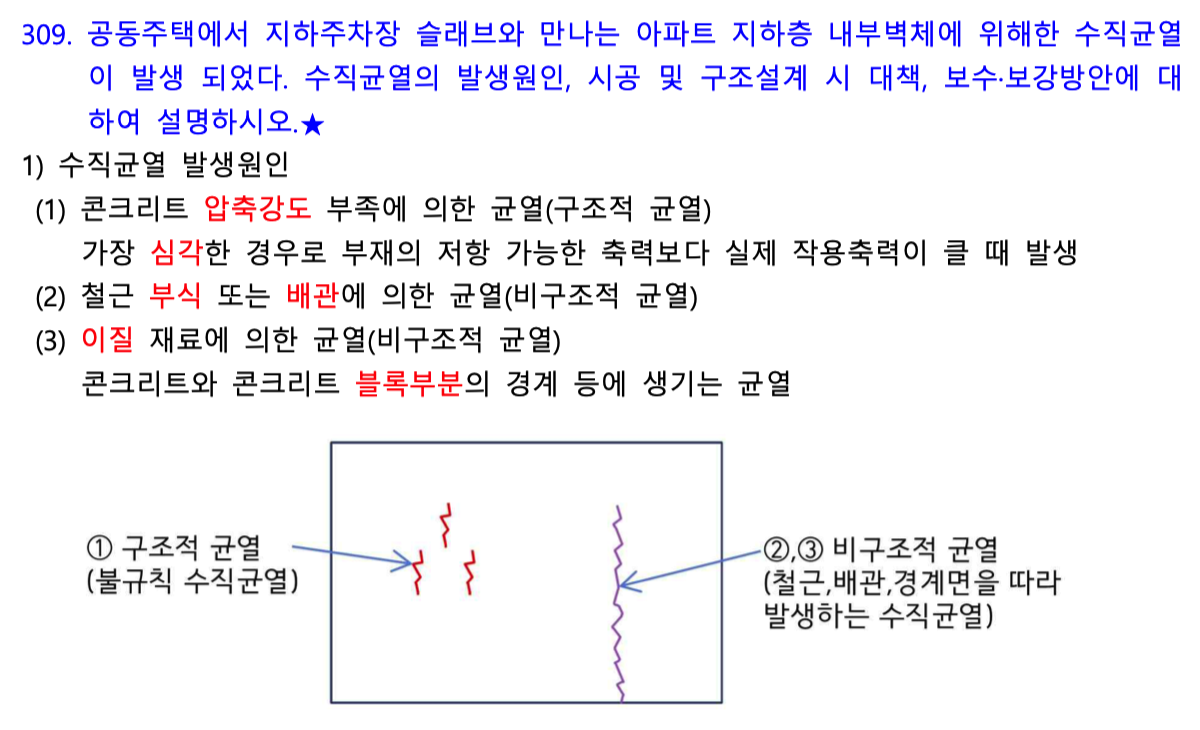 309. 공동주택에서 지하주차장 슬래브와 만나는 아파트 지하층 내부벽체에 위해한 수직균열
이 발생 되었다. 수직균열의 발생원인, 시공 및 구조설계 시 대책, 보수·보강방안에 대
하여 설명하시오.★
1) 수직균열 발생원인
(1) 콘크리트 압축강도 부족에 의한 균열(구조적 균열)
가장 심각한 경우로 부재의 저항 가능한 축력보다 실제 작용축력이 클 때 발생
(2) 철근 부식 또는 배관에 의한 균열(비구조적 균열)
(3) 이질 재료에 의한 균열(비구조적 균열)
콘크리트와 콘크리트 블록부분의 경계 등에 생기는 균열
① 구조적 균열
(불규칙 수직균열)
②,③ 비구조적 균열
(철근,배관,경계면을 따라
발생하는 수직균열)